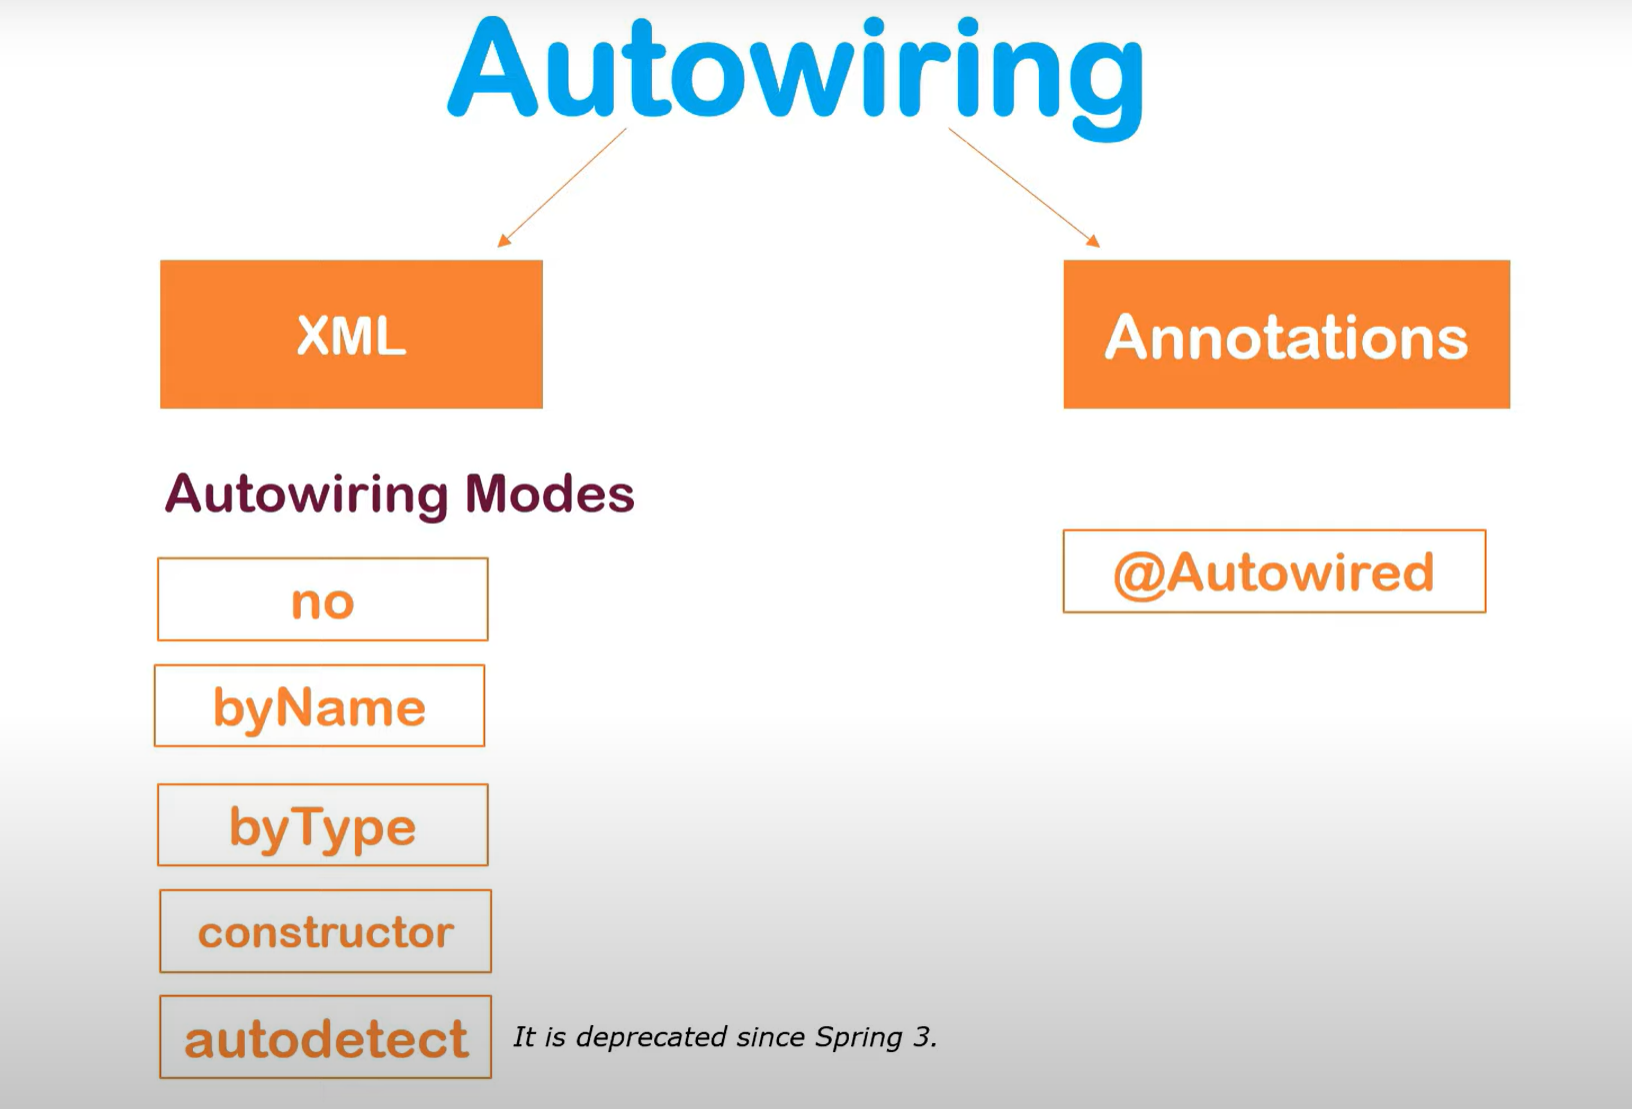 Autowiring
XML
Annotations
Autowiring Modes
@Autowired
no
byName
byType
constructor
autodetect
It is deprecated since Spring 3.